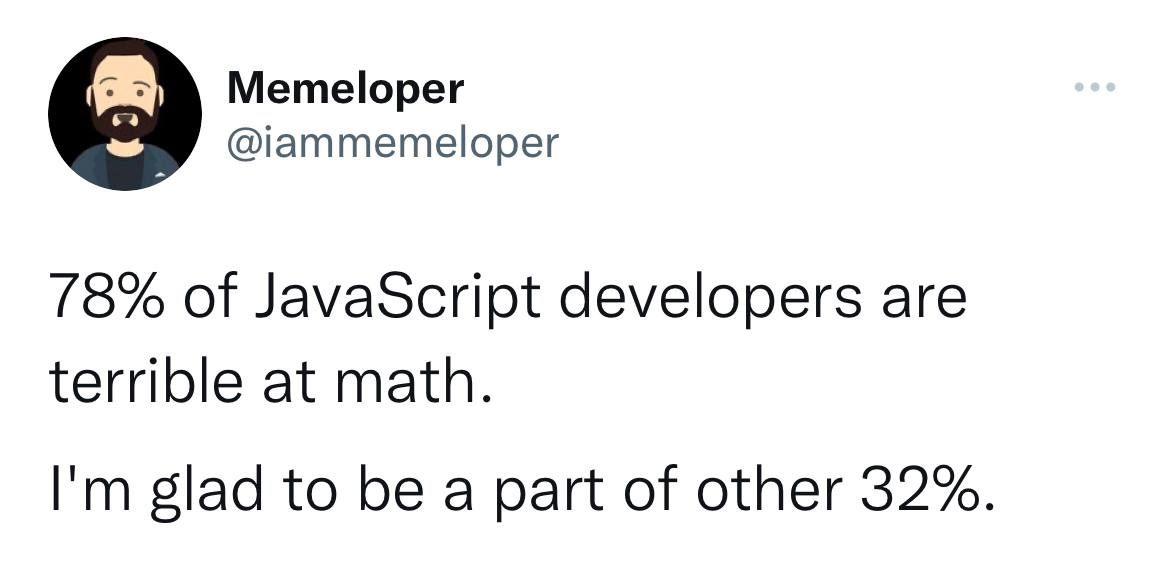 Memeloper
@iammemeloper
78% of JavaScript developers are
terrible at math.
I'm glad to be a part of other 32%.